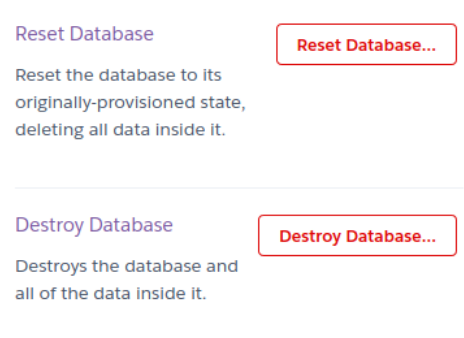 Reset Database
Reset Database...
Reset the database to its
originally-provisioned state,
deleting all data inside it.
Destroy Database
Destroy Database...
Destroys the database and
all of the data inside it.